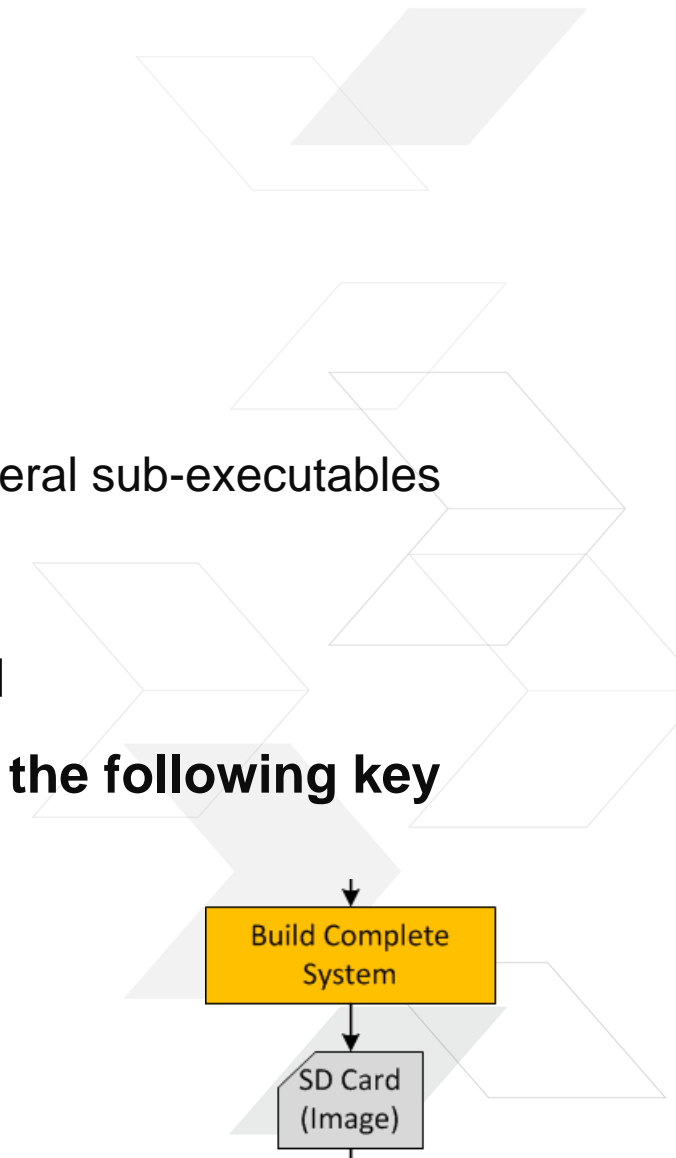 eral sub-executables
the following key
Build Complete
System
SD Card
(Image)